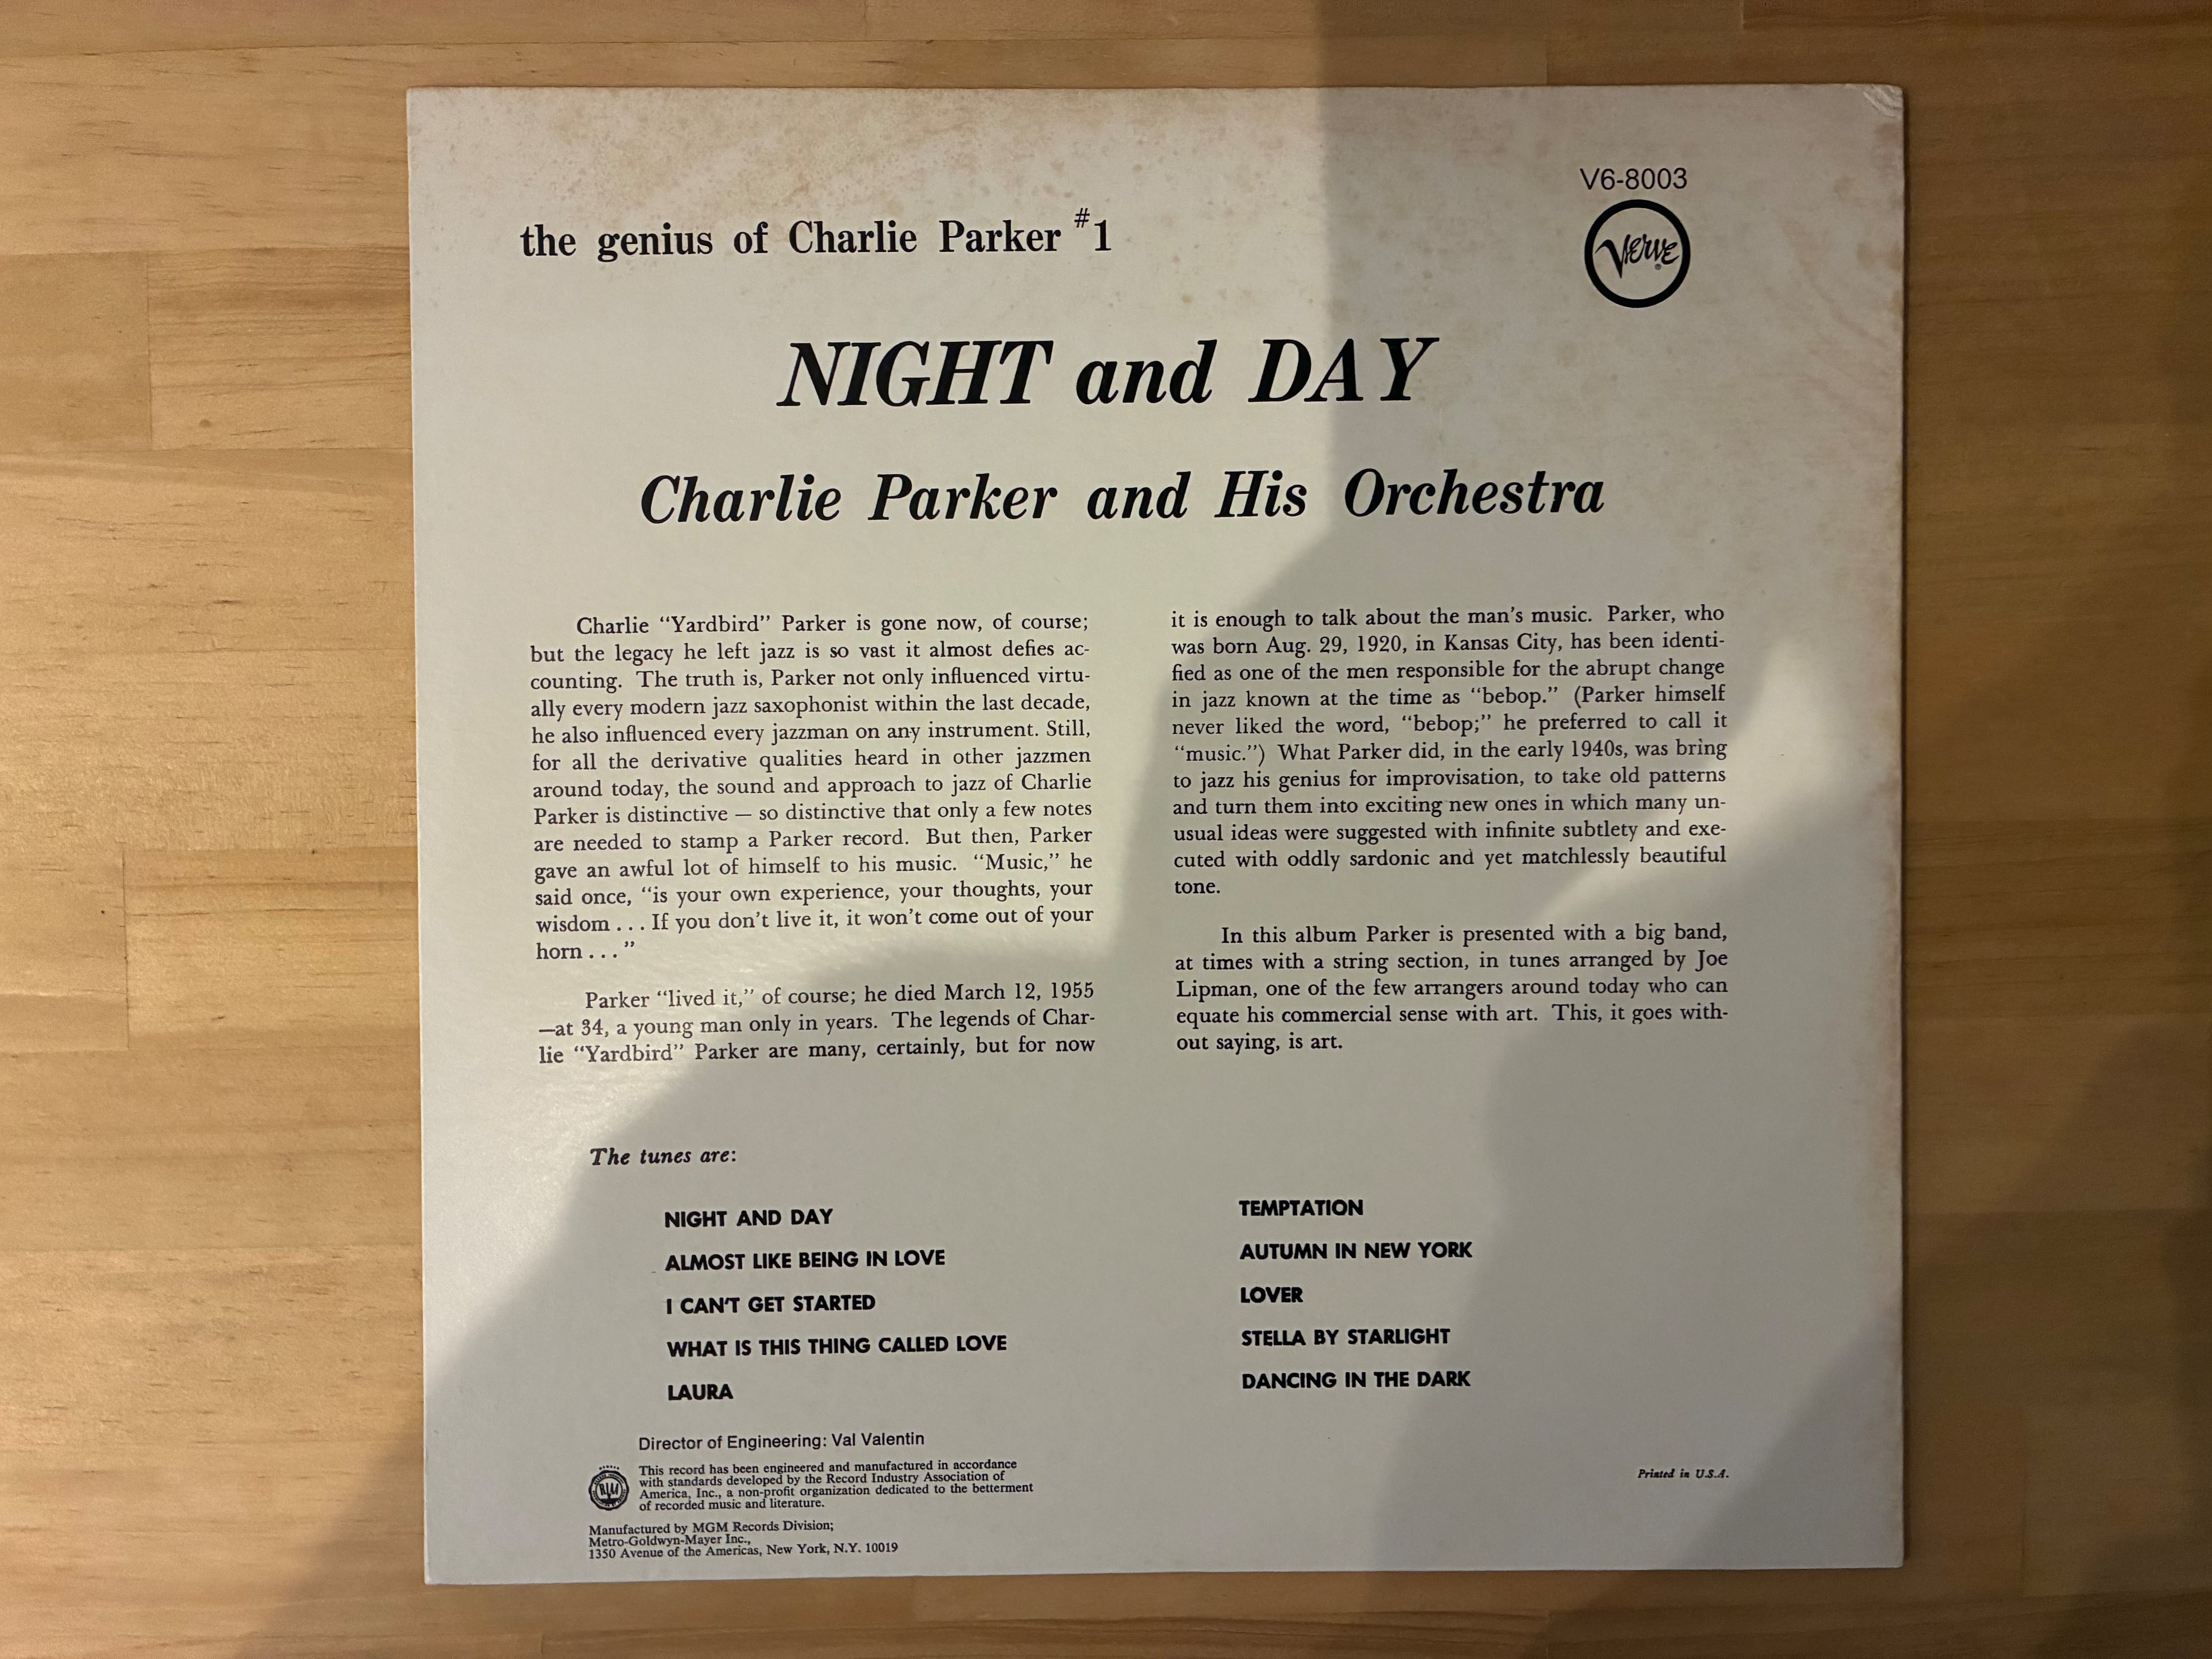 V6-8003
the genius of Charlie Parker #1
Verve
®
NIGHT and DAY
Charlie Parker and His Orchestra
Charlie “Yardbird” Parker is gone now, of course;
but the legacy he left jazz is so vast it almost defies ac-
counting. The truth is, Parker not only influenced virtu-
ally every modern jazz saxophonist within the last decade,
he also influenced every jazzman on any instrument. Still,
for all the derivative qualities heard in other jazzmen
around today, the sound and approach to jazz of Charlie
Parker is distinctive — so distinctive that only a few notes
are needed to stamp a Parker record. But then, Parker
gave an awful lot of himself to his music. “Music,” he
said once, “is your own experience, your thoughts, your
wisdom . . . If you don’t live it, it won’t come out of your
horn . . .”
Parker “lived it,” of course; he died March 12, 1955
—at 34, a young man only in years. The legends of Char-
lie “Yardbird” Parker are many, certainly, but for now
it is enough to talk about the man’s music. Parker, who
was born Aug. 29, 1920, in Kansas City, has been identi-
fied as one of the men responsible for the abrupt change
in jazz known at the time as “bebop.” (Parker himself
never liked the word, “bebop;” he preferred to call it
“music.”) What Parker did, in the early 1940s, was bring
to jazz his genius for improvisation, to take old patterns
and turn them into exciting new ones in which many un-
usual ideas were suggested with infinite subtlety and exe-
cuted with oddly sardonic and yet matchlessly beautiful
tone.
In this album Parker is presented with a big band,
at times with a string section, in tunes arranged by Joe
Lipman, one of the few arrangers around today who can
equate his commercial sense with art. This, it goes with-
out saying, is art.
The tunes are:
NIGHT AND DAY
ALMOST LIKE BEING IN LOVE
I CAN'T GET STARTED
WHAT IS THIS THING CALLED LOVE
LAURA
TEMPTATION
AUTUMN IN NEW YORK
LOVER
STELLA BY STARLIGHT
DANCING IN THE DARK
Director of Engineering: Val Valentin
This record has been engineered and manufactured in accordance
with standards developed by the Record Industry Association of
America, Inc., a non-profit organization dedicated to the betterment
of recorded music and literature.
Manufactured by MGM Records Division;
Metro-Goldwyn-Mayer Inc.,
1350 Avenue of the Americas, New York, N.Y. 10019
Printed in U.S.A.